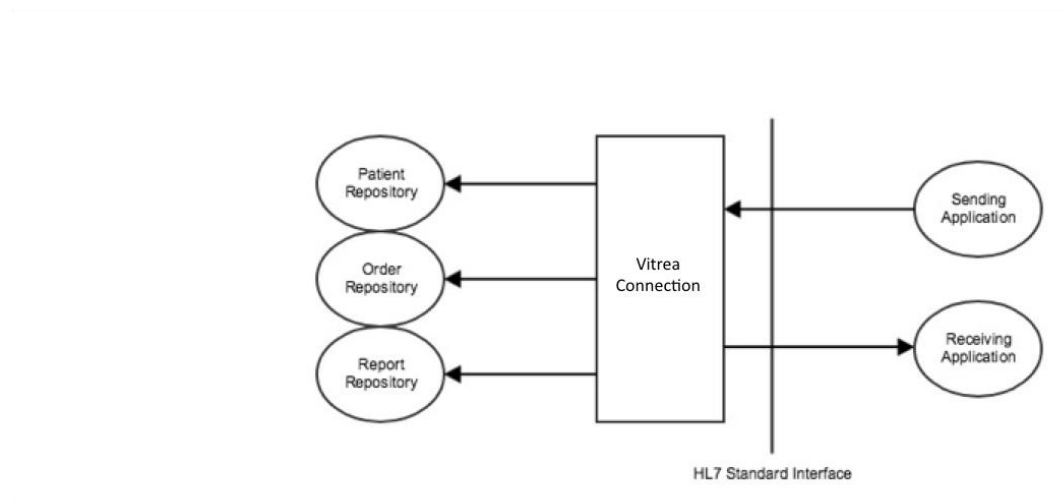 Patient
Repository
Order
Repository
Report
Repository
Vitrea
Connection
Sending
Application
Receiving
Application
HL7 Standard Interface